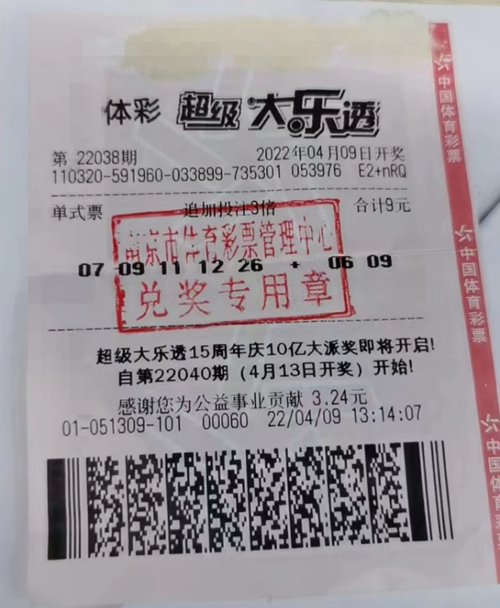 体彩 超级大乐透
第 22038期 2022年04月09日开奖
110320-591960-033899-735301 053976 E2+nRQ
单式票 追加投注3倍 合计9元
南京市体育彩票管理中心
07 09 11 12 26 + 06 09
兑奖专用章
超级大乐透15周年庆10亿大派奖即将开启!
自第22040期（4月13日开奖）开始!
感谢您为公益事业贡献 3.24元
01-051309-101 00060 22/04/09 13:14:07
中国体育彩票
中国体育彩票
中国体育彩票